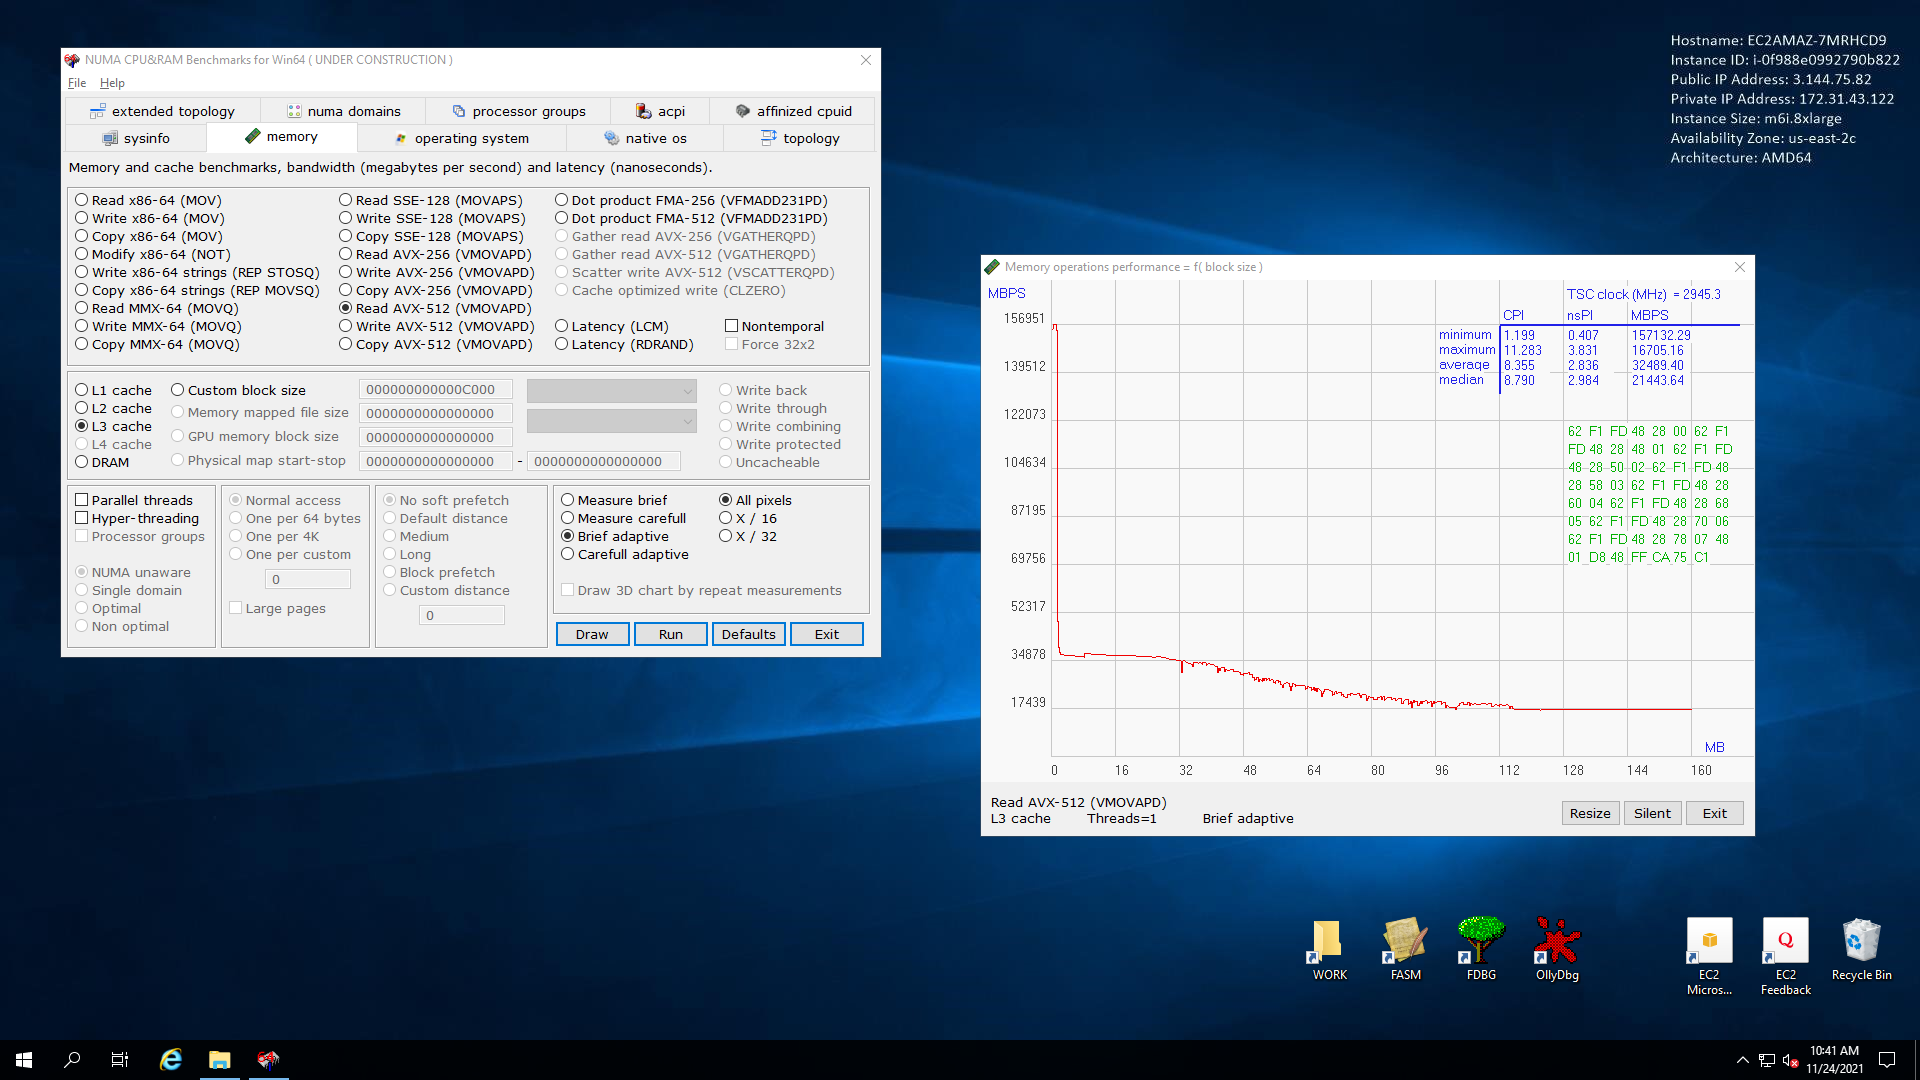 Hostname: EC2AMAZ-7MRHCD9
Instance ID: i-0f988e0992790b822
Public IP Address: 3.144.75.82
Private IP Address: 172.31.43.122
Instance Size: m6i.8xlarge
Availability Zone: us-east-2c
Architecture: AMD64
NUMA CPU&RAM Benchmarks for Win64 ( UNDER CONSTRUCTION )
File Help
extended topology numa domains processor groups acpi affinized cpuid
sysinfo memory operating system native os topology
Memory and cache benchmarks, bandwidth (megabytes per second) and latency (nanoseconds).
Read x86-64 (MOV) Read SSE-128 (MOVAPS) Dot product FMA-256 (VFMADD231PD)
Write x86-64 (MOV) Write SSE-128 (MOVAPS) Dot product FMA-512 (VFMADD231PD)
Copy x86-64 (MOV) Copy SSE-128 (MOVAPS) Gather read AVX-256 (VGATHERQPD)
Modify x86-64 (NOT) Read AVX-256 (VMOVAPD) Gather read AVX-512 (VGATHERQPD)
Write x86-64 strings (REP STOSQ) Write AVX-256 (VMOVAPD) Scatter write AVX-512 (VSCATTERQPD)
Copy x86-64 strings (REP MOVSQ) Copy AVX-256 (VMOVAPD) Cache optimized write (CLZERO)
Read MMX-64 (MOVQ) Read AVX-512 (VMOVAPD)
Write MMX-64 (MOVQ) Write AVX-512 (VMOVAPD) Latency (LCM) Nontemporal
Copy MMX-64 (MOVQ) Copy AVX-512 (VMOVAPD) Latency (RDRAND) Force 32x2
L1 cache Custom block size 000000000000C000 Write back
L2 cache Memory mapped file size 0000000000000000 Write through
L3 cache GPU memory block size 0000000000000000 Write combining
L4 cache Physical map start-stop 0000000000000000 - 0000000000000000 Write protected
DRAM Uncacheable
Parallel threads Normal access No soft prefetch Measure brief All pixels
Hyper-threading One per 64 bytes Default distance Measure carefull X / 16
Processor groups One per 4K Medium Brief adaptive X / 32
One per custom Long Carefull adaptive
NUMA unaware 0 Block prefetch
Single domain Custom distance Draw 3D chart by repeat measurements
Optimal Large pages 0
Non optimal Draw Run Defaults Exit
Memory operations performance = f( block size )
MBPS TSC clock (MHz) = 2945.3
CPI nsPI MBPS
minimum 1.199 0.407 157132.29
maximum 11.283 3.831 16705.16
average 8.355 2.836 32489.40
median 8.790 2.984 21443.64
156951
139512
122073
104634
87195
69756
52317
34878
17439
62 F1 FD 48 28 00 62 F1
FD 48 28 48 01 62 F1 FD
48 28 50 02 62 F1 FD 48
28 58 03 62 F1 FD 48 28
60 04 62 F1 FD 48 28 68
05 62 F1 FD 48 28 70 06
62 F1 FD 48 28 78 07 48
01 D8 48 FF CA 75 C1
MB
0 16 32 48 64 80 96 112 128 144 160
Read AVX-512 (VMOVAPD)
L3 cache Threads=1 Brief adaptive
Resize Silent Exit
WORK FASM FDBG OllyDbg EC2 Micros... EC2 Feedback Recycle Bin
10:41 AM
11/24/2021